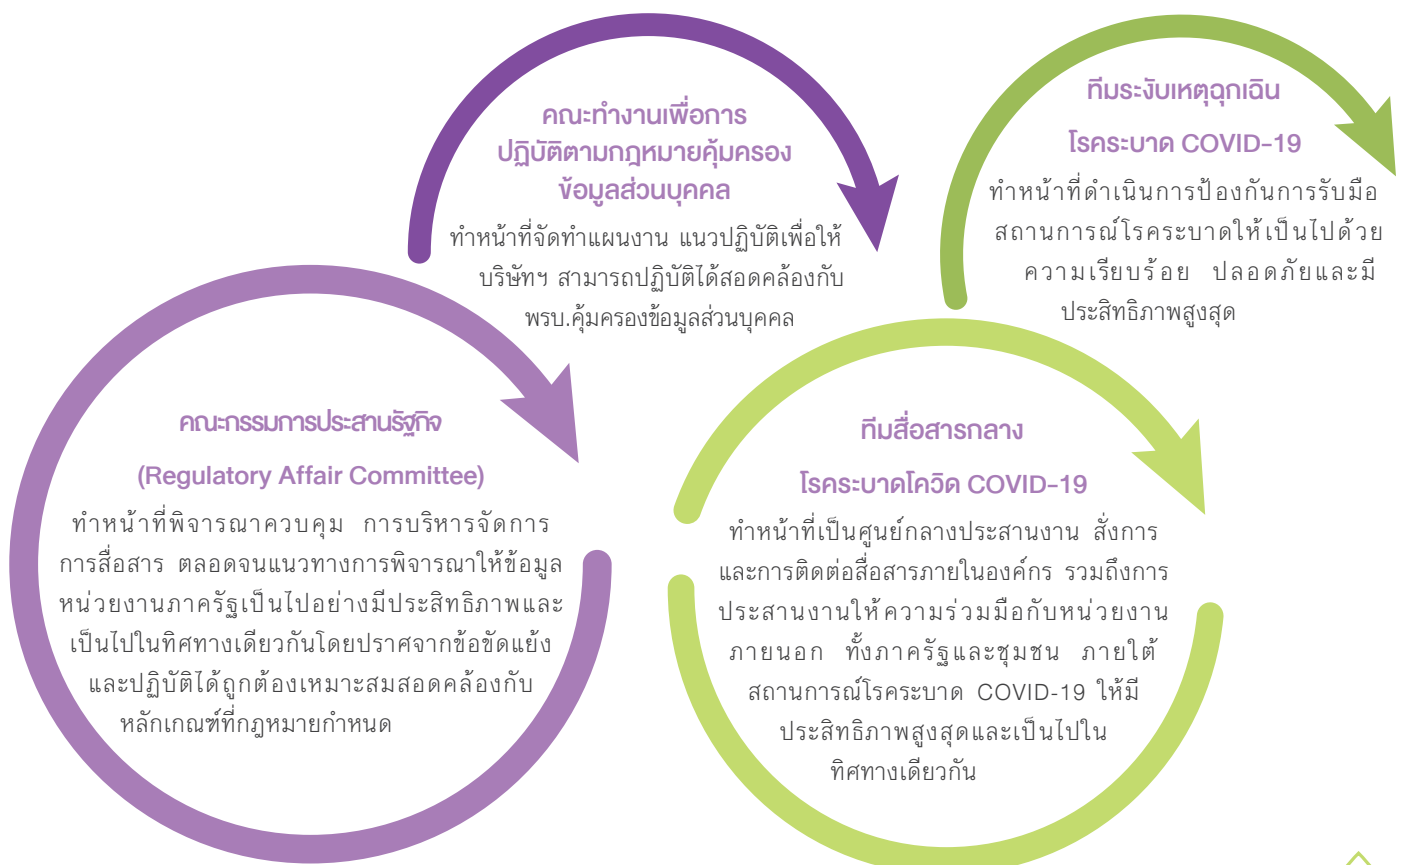 คณะทำงานเพื่อการ
ปฏิบัติตามกฎหมายคุ้มครอง
ข้อมูลส่วนบุคคล
ทำหน้าที่จัดทำแผนงาน แนวปฏิบัติเพื่อให้
บริษัทฯ สามารถปฏิบัติได้สอดคล้องกับ
พรบ.คุ้มครองข้อมูลส่วนบุคคล
ทีมระงับเหตุฉุกเฉิน
โรคระบาด COVID-19
ทำหน้าที่ดำเนินการป้องกันการรับมือ
สถานการณ์โรคระบาดให้เป็นไปด้วย
ความเรียบร้อย ปลอดภัยและมี
ประสิทธิภาพสูงสุด
คณะกรรมการประสานรัฐกิจ
(Regulatory Affair Committee)
ทำหน้าที่พิจารณาควบคุม การบริหารจัดการ
การสื่อสาร ตลอดจนแนวทางการพิจารณาให้ข้อมูล
หน่วยงานภาครัฐเป็นไปอย่างมีประสิทธิภาพและ
เป็นไปในทิศทางเดียวกันโดยปราศจากข้อขัดแย้ง
และปฏิบัติได้ถูกต้องเหมาะสมสอดคล้องกับ
หลักเกณฑ์ที่กฎหมายกำหนด
ทีมสื่อสารกลาง
โรคระบาดโควิด COVID-19
ทำหน้าที่เป็นศูนย์กลางประสานงาน สั่งการ
และการติดต่อสื่อสารภายในองค์กร รวมถึงการ
ประสานงานให้ความร่วมมือกับหน่วยงาน
ภายนอก ทั้งภาครัฐและชุมชน ภายใต้
สถานการณ์โรคระบาด COVID-19 ให้มี
ประสิทธิภาพสูงสุดและเป็นไปใน
ทิศทางเดียวกัน